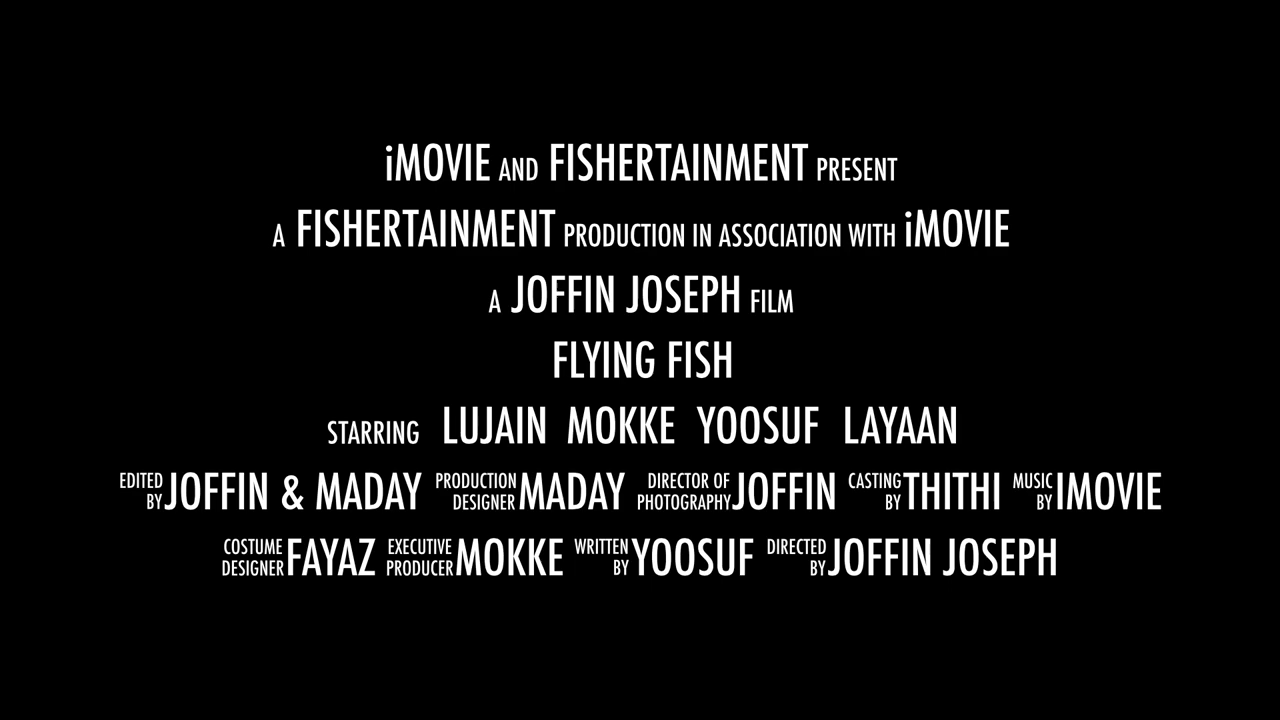 iMOVIE AND FISHERTAINMENT PRESENT
A FISHERTAINMENT PRODUCTION IN ASSOCIATION WITH iMOVIE
A JOFFIN JOSEPH FILM
FLYING FISH
STARRING LUJAIN MOKKE YOOSUF LAYAAN
EDITED BY JOFFIN & MADAY PRODUCTION DESIGNER MADAY DIRECTOR OF PHOTOGRAPHY JOFFIN CASTING BY THITHI MUSIC BY IMOVIE
COSTUME DESIGNER FAYAZ EXECUTIVE PRODUCER MOKKE WRITTEN BY YOOSUF DIRECTED BY JOFFIN JOSEPH